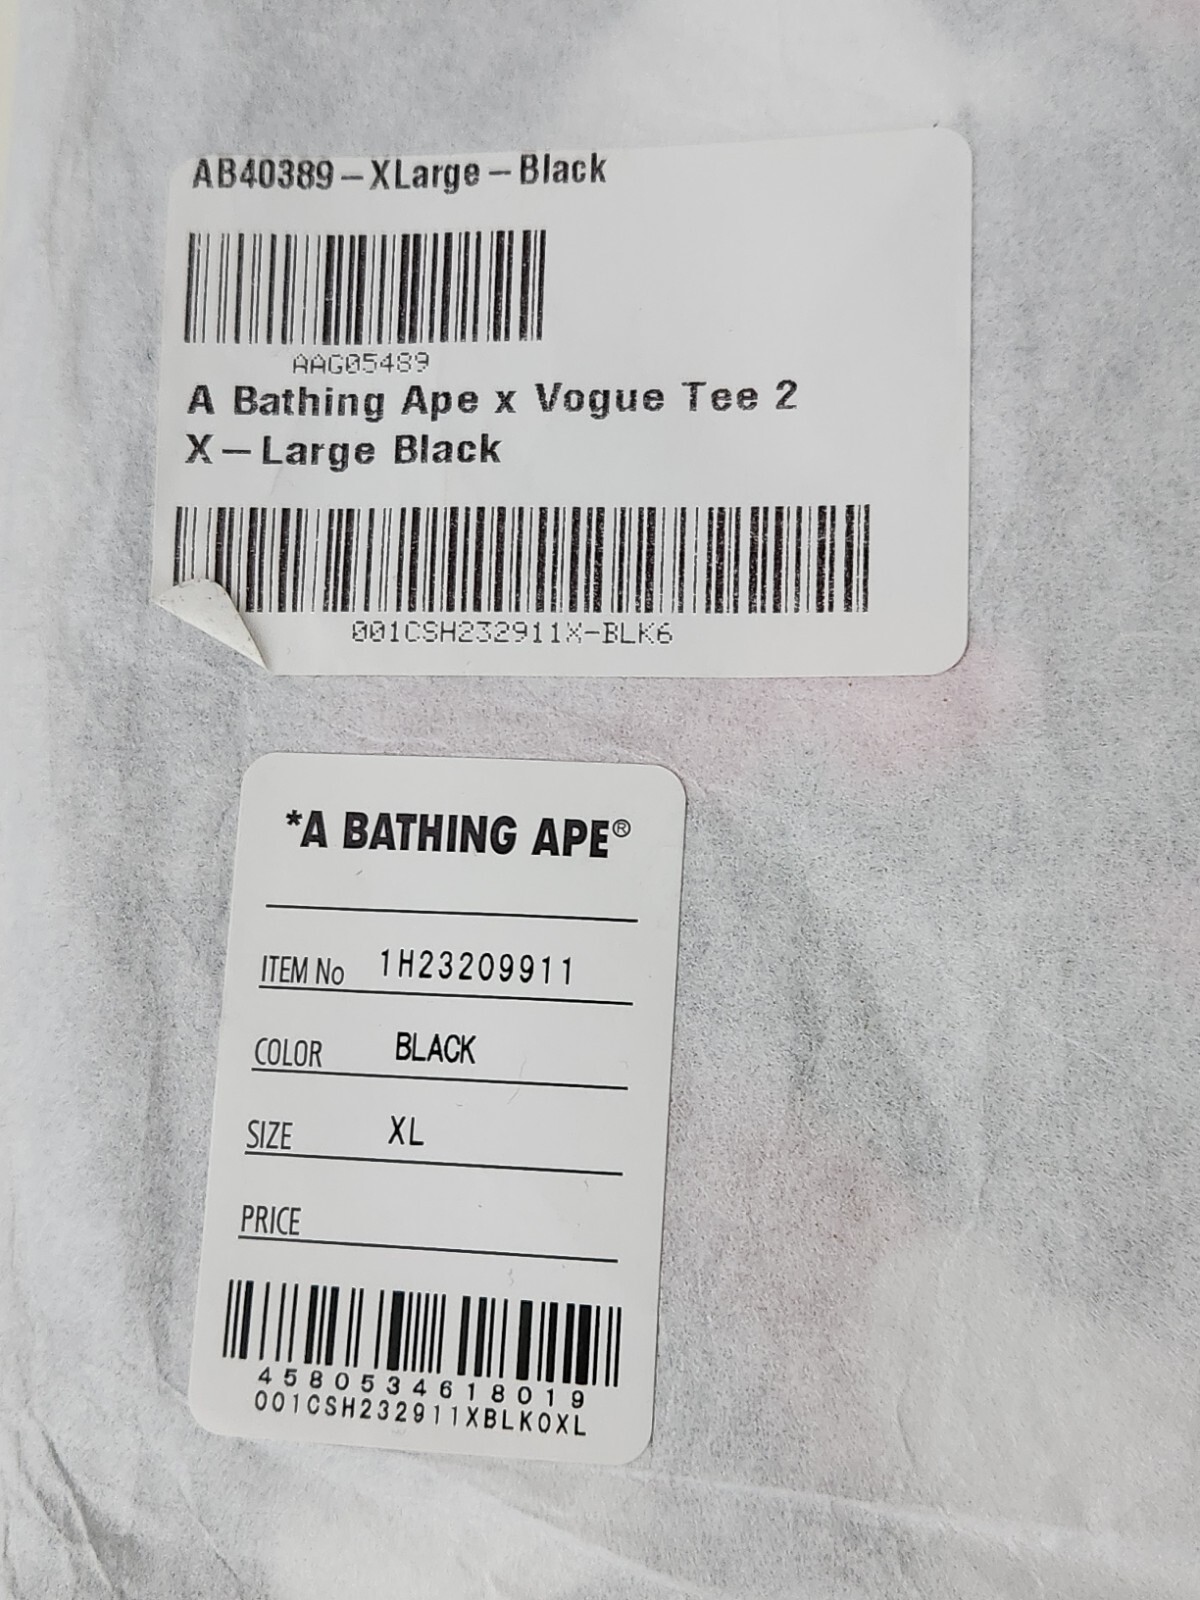 AB40389-XLarge-Black
AAG05489
A Bathing Ape x Vogue Tee 2
X-Large Black
001CSH232911X-BLK6
*A BATHING APE®
ITEM No 1H23209911
COLOR BLACK
SIZE XL
PRICE
4580534618019
001CSH232911XBLK0XL